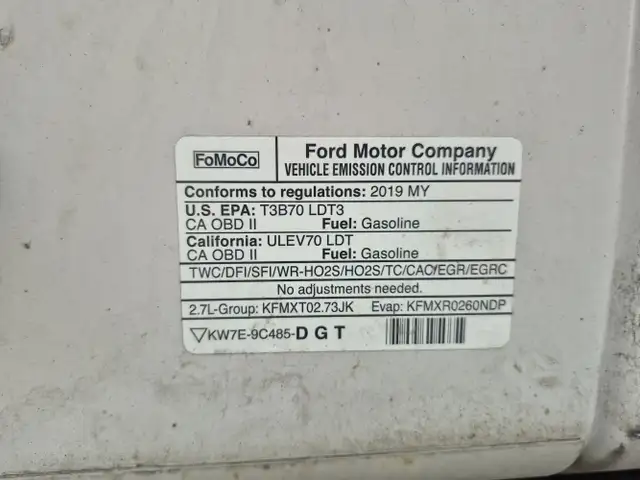 FoMoCo
Ford Motor Company
VEHICLE EMISSION CONTROL INFORMATION
Conforms to regulations: 2019 MY
U.S. EPA: T3B70 LDT3
CA OBD II Fuel: Gasoline
California: ULEV70 LDT
CA OBD II Fuel: Gasoline
TWC/DFI/SFI/WR-HO2S/HO2S/TC/CAC/EGR/EGRC
No adjustments needed.
2.7L-Group: KFMXT02.73JK Evap: KFMXR0260NDP
KW7E-9C485-DGT